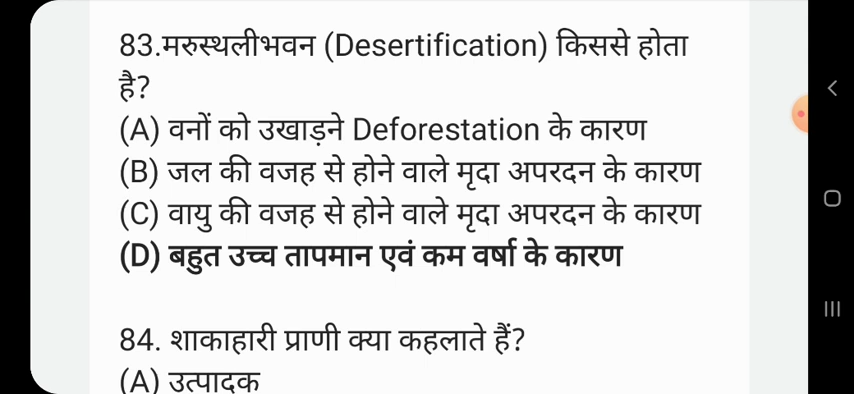 83.मरुस्थलीभवन (Desertification) किससे होता
है?
(A) वनों को उखाड़ने Deforestation के कारण
(B) जल की वजह से होने वाले मृदा अपरदन के कारण
(C) वायु की वजह से होने वाले मृदा अपरदन के कारण
(D) बहुत उच्च तापमान एवं कम वर्षा के कारण
84. शाकाहारी प्राणी क्या कहलाते हैं?
(A) उत्पादक